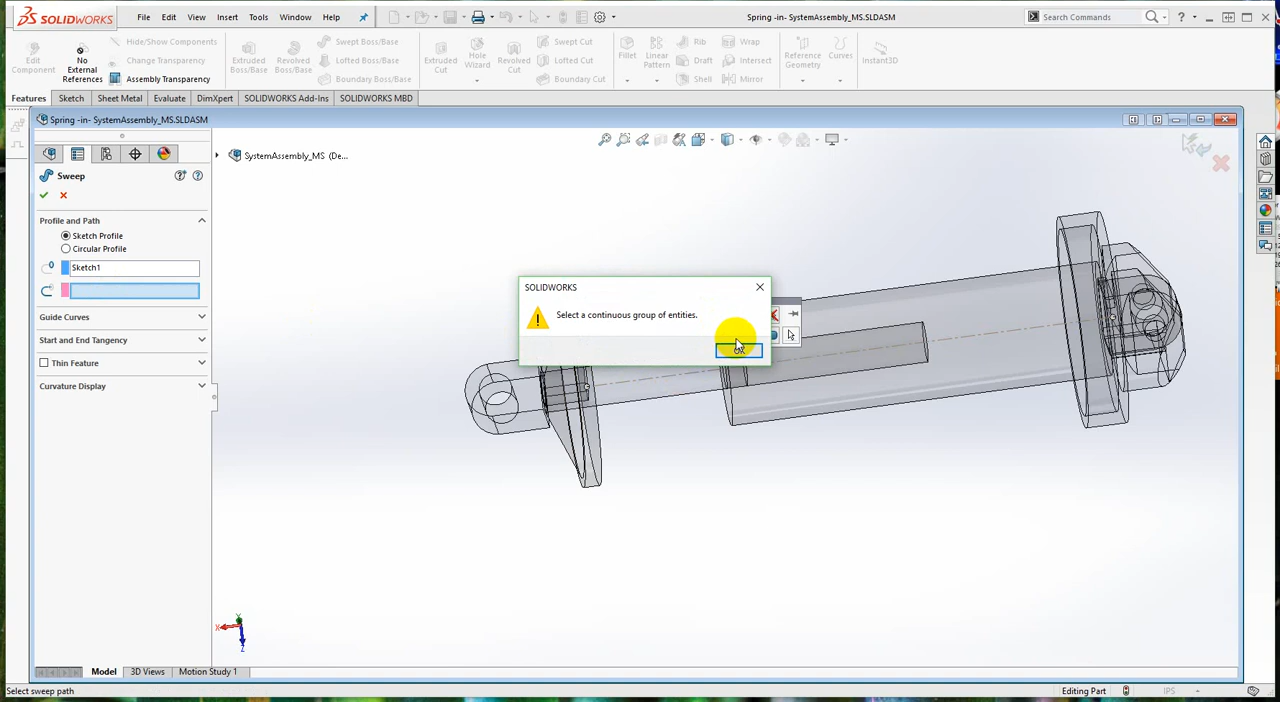 SOLIDWORKS File Edit View Insert Tools Window Help Spring -in- SystemAssembly_MS.SLDASM Search Commands
Edit Component
No External References
Hide/Show Components
Change Transparency
Assembly Transparency
Extruded Boss/Base
Revolved Boss/Base
Swept Boss/Base
Lofted Boss/Base
Boundary Boss/Base
Extruded Cut
Hole Wizard
Revolved Cut
Swept Cut
Lofted Cut
Boundary Cut
Fillet
Linear Pattern
Rib
Draft
Shell
Wrap
Intersect
Mirror
Reference Geometry
Curves
Instant3D
Features Sketch Sheet Metal Evaluate DimXpert SOLIDWORKS Add-Ins SOLIDWORKS MBD
Spring -in- SystemAssembly_MS.SLDASM
SystemAssembly_MS (De...
Sweep
Profile and Path
Sketch Profile
Circular Profile
Sketch1
Guide Curves
Start and End Tangency
Thin Feature
Curvature Display
SOLIDWORKS
Select a continuous group of entities.
OK
Y
X
Z
Model 3D Views Motion Study 1
Select sweep path Editing Part IPS